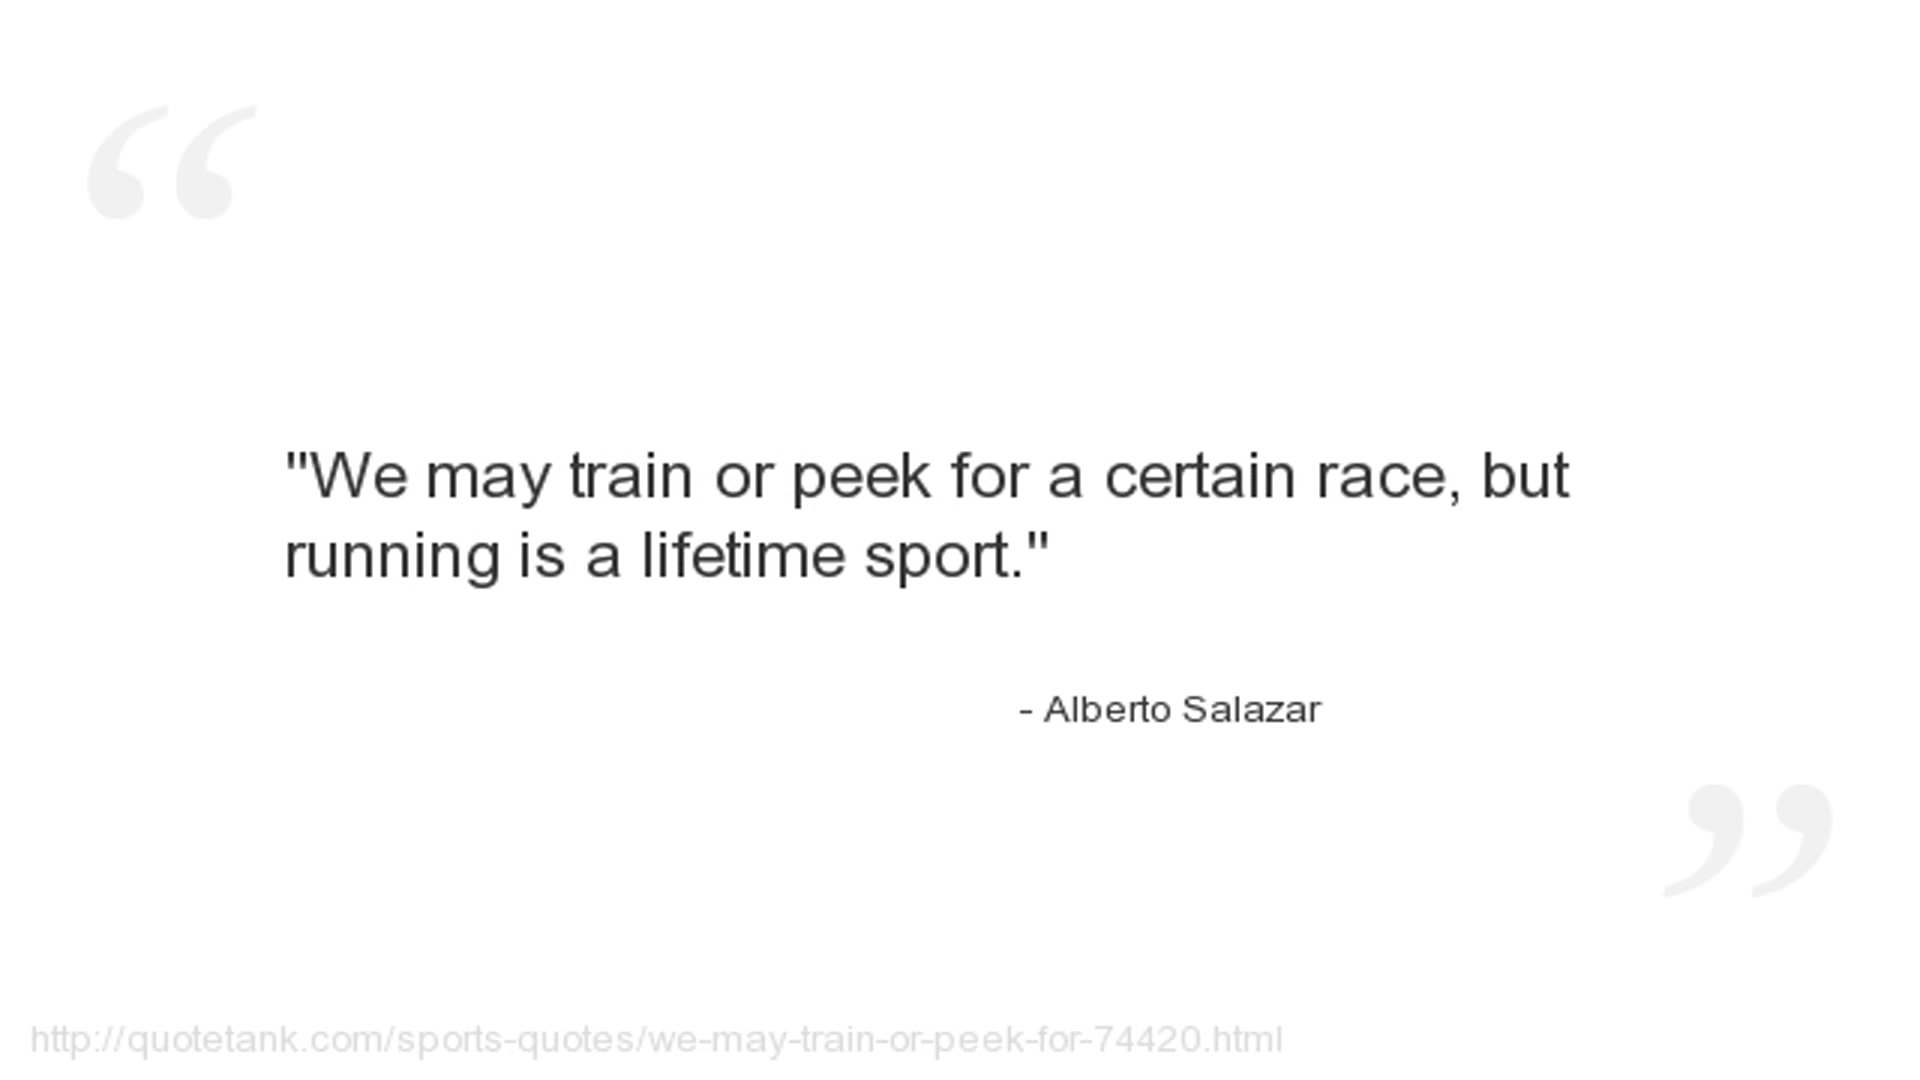 "We may train or peek for a certain race, but
running is a lifetime sport."
- Alberto Salazar
http://quotetank.com/sports-quotes/we-may-train-or-peek-for-74420.html